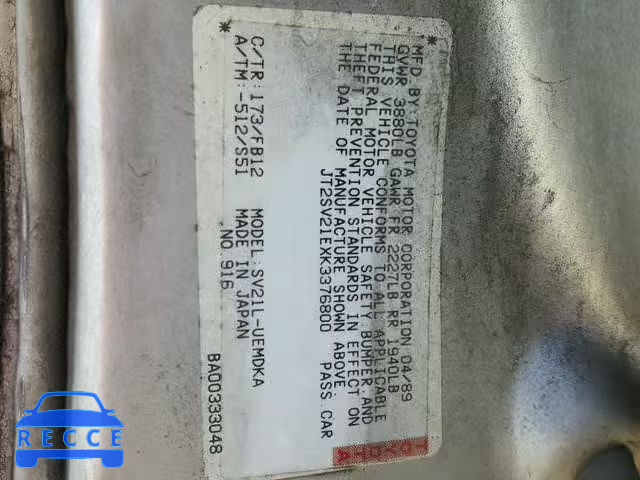 MFD BY: TOYOTA MOTOR CORPORATION 04/89
GVWR 3880LB GAWR FR 2227LB RR 1940LB
THIS VEHICLE CONFORMS TO ALL APPLICABLE
FEDERAL MOTOR VEHICLE SAFETY BUMPER,AND
THEFT PREVENTION STANDARDS IN EFFECT ON
THE DATE OF MANUFACTURE SHOWN ABOVE.
JT2SV21EXK3376800 PASS.CAR
C/TR:173/FB12 MODEL:SV21L-UEMDKA
A/TM:-512/S51 MADE IN JAPAN
NO.916
BA00333048
TOYOTA
RECCE